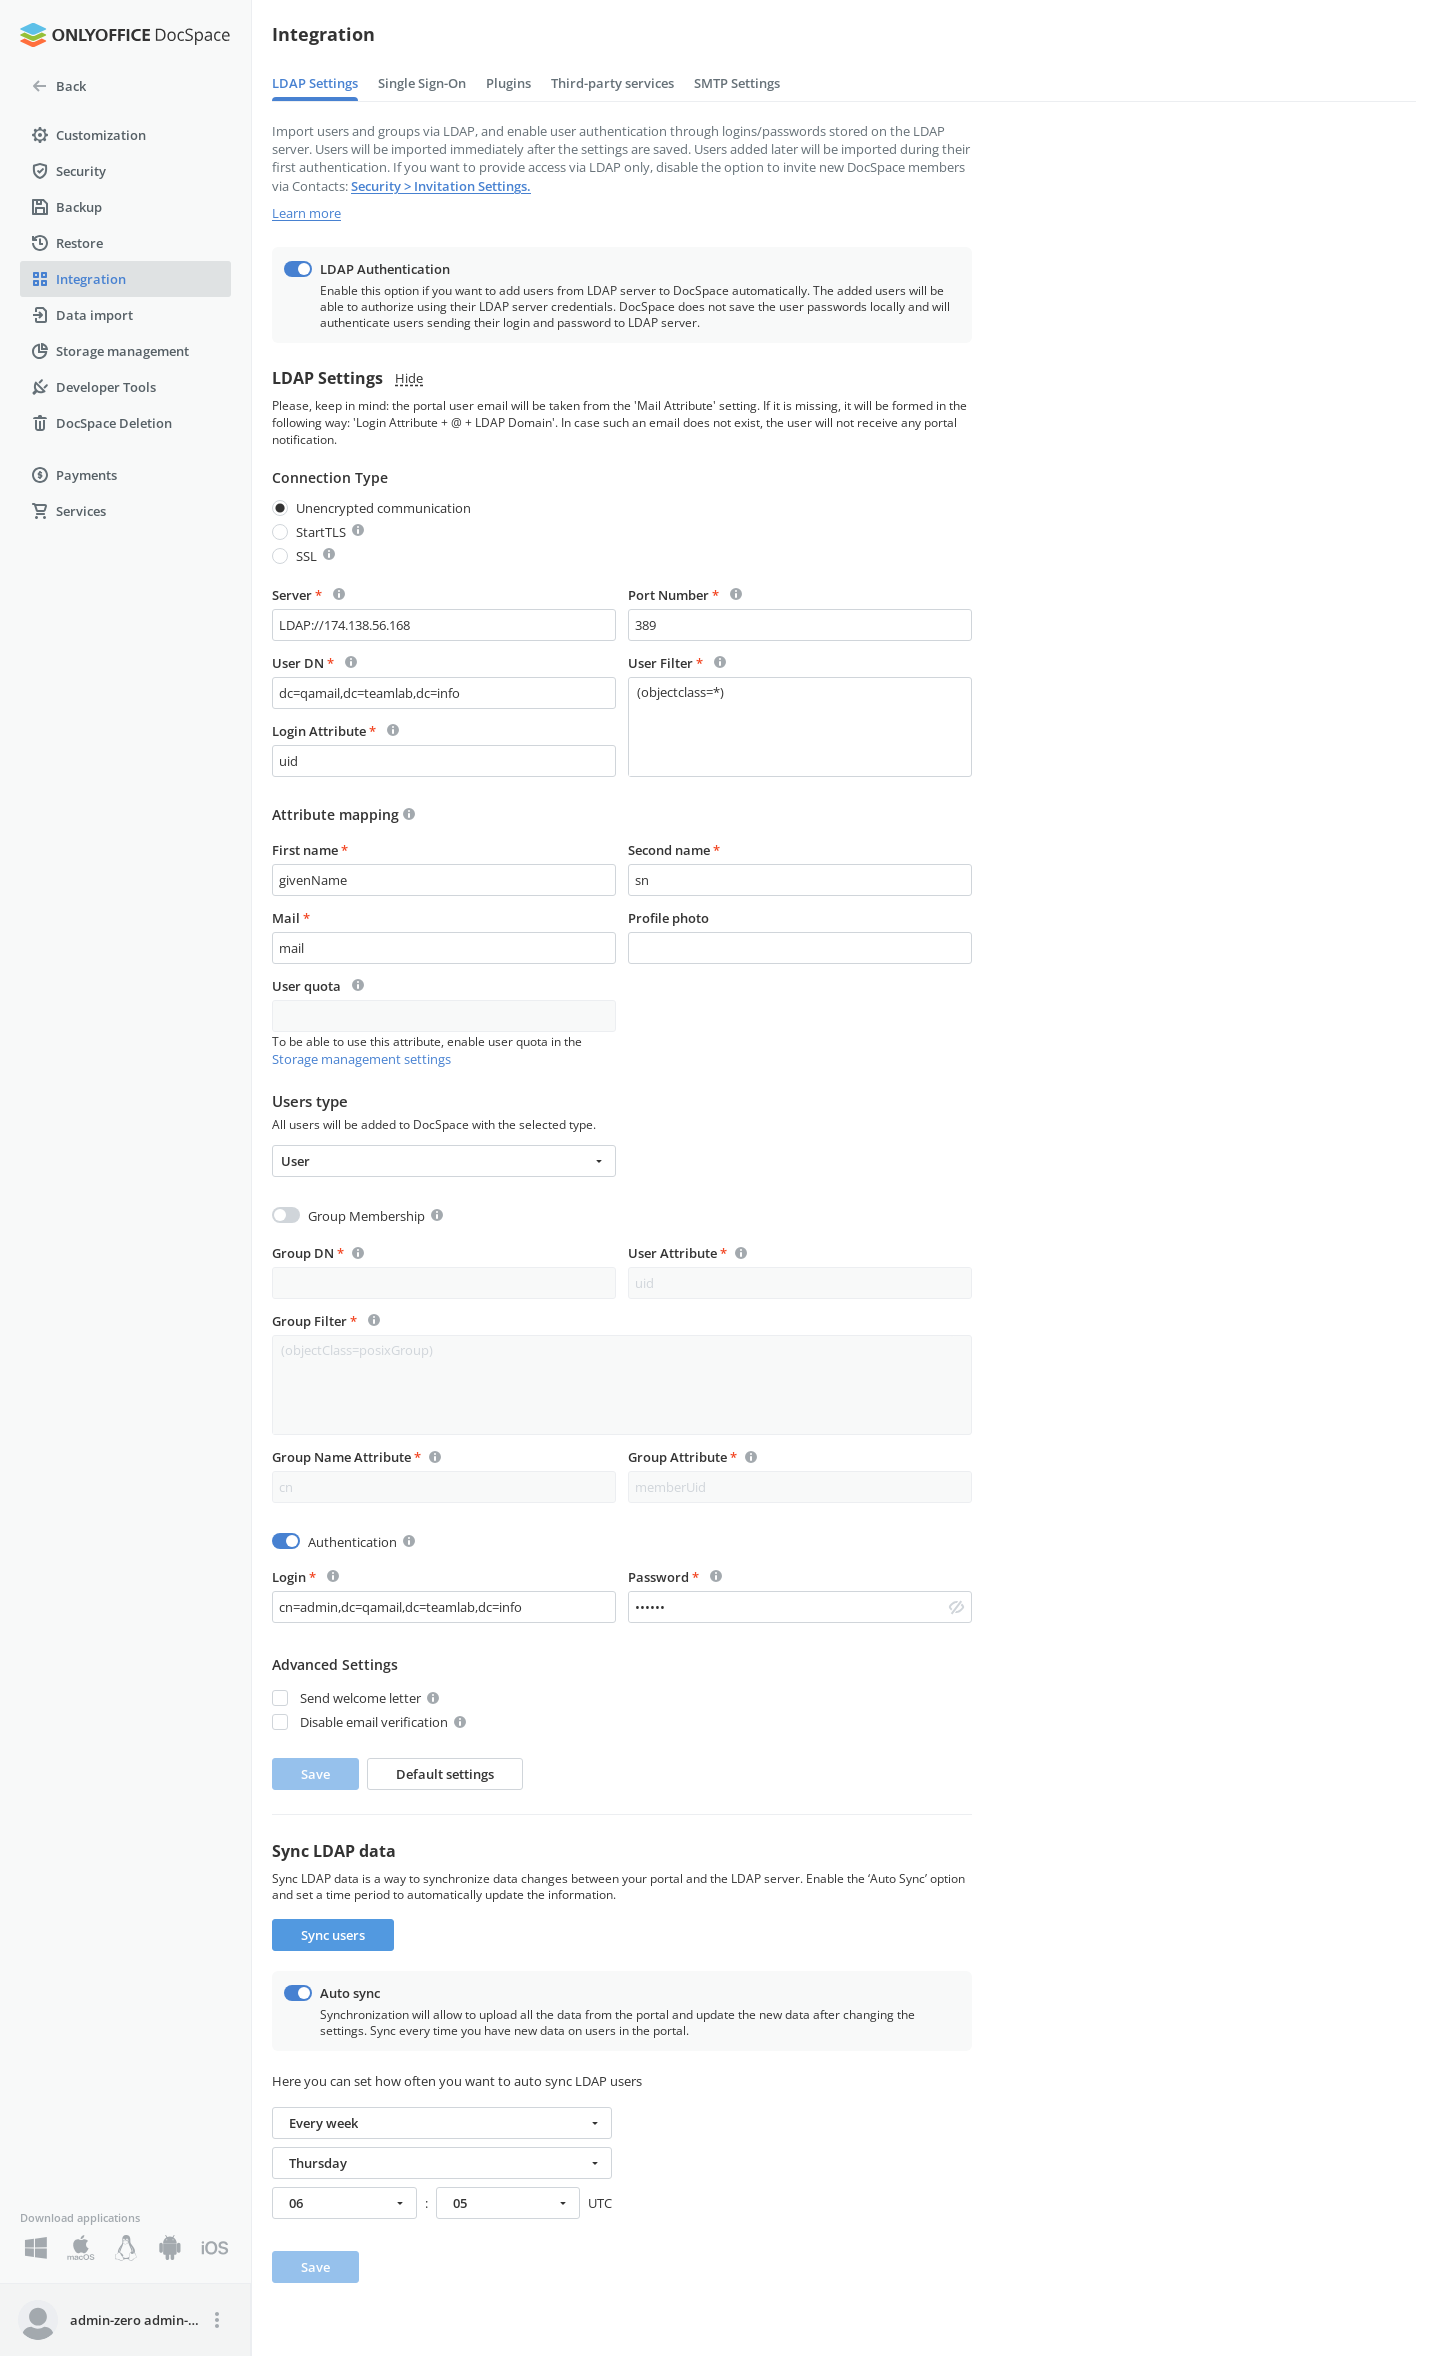 ONLYOFFICE DocSpace
Back
Customization
Security
Backup
Restore
Integration
Data import
Storage management
Developer Tools
DocSpace Deletion
Payments
Services
Download applications
macOS
iOS
admin-zero admin-...
Integration
LDAP Settings Single Sign-On Plugins Third-party services SMTP Settings
Import users and groups via LDAP, and enable user authentication through logins/passwords stored on the LDAP
server. Users will be imported immediately after the settings are saved. Users added later will be imported during their
first authentication. If you want to provide access via LDAP only, disable the option to invite new DocSpace members
via Contacts: Security > Invitation Settings.
Learn more
LDAP Authentication
Enable this option if you want to add users from LDAP server to DocSpace automatically. The added users will be
able to authorize using their LDAP server credentials. DocSpace does not save the user passwords locally and will
authenticate users sending their login and password to LDAP server.
LDAP Settings Hide
Please, keep in mind: the portal user email will be taken from the 'Mail Attribute' setting. If it is missing, it will be formed in the
following way: 'Login Attribute + @ + LDAP Domain'. In case such an email does not exist, the user will not receive any portal
notification.
Connection Type
Unencrypted communication
StartTLS
SSL
Server * Port Number *
LDAP://174.138.56.168 389
User DN * User Filter *
dc=qamail,dc=teamlab,dc=info (objectclass=*)
Login Attribute *
uid
Attribute mapping
First name * Second name *
givenName sn
Mail * Profile photo
mail
User quota
To be able to use this attribute, enable user quota in the
Storage management settings
Users type
All users will be added to DocSpace with the selected type.
User
Group Membership
Group DN * User Attribute *
uid
Group Filter *
(objectClass=posixGroup)
Group Name Attribute * Group Attribute *
cn memberUid
Authentication
Login * Password *
cn=admin,dc=qamail,dc=teamlab,dc=info ••••••
Advanced Settings
Send welcome letter
Disable email verification
Save Default settings
Sync LDAP data
Sync LDAP data is a way to synchronize data changes between your portal and the LDAP server. Enable the ‘Auto Sync’ option
and set a time period to automatically update the information.
Sync users
Auto sync
Synchronization will allow to upload all the data from the portal and update the new data after changing the
settings. Sync every time you have new data on users in the portal.
Here you can set how often you want to auto sync LDAP users
Every week
Thursday
06 : 05 UTC
Save